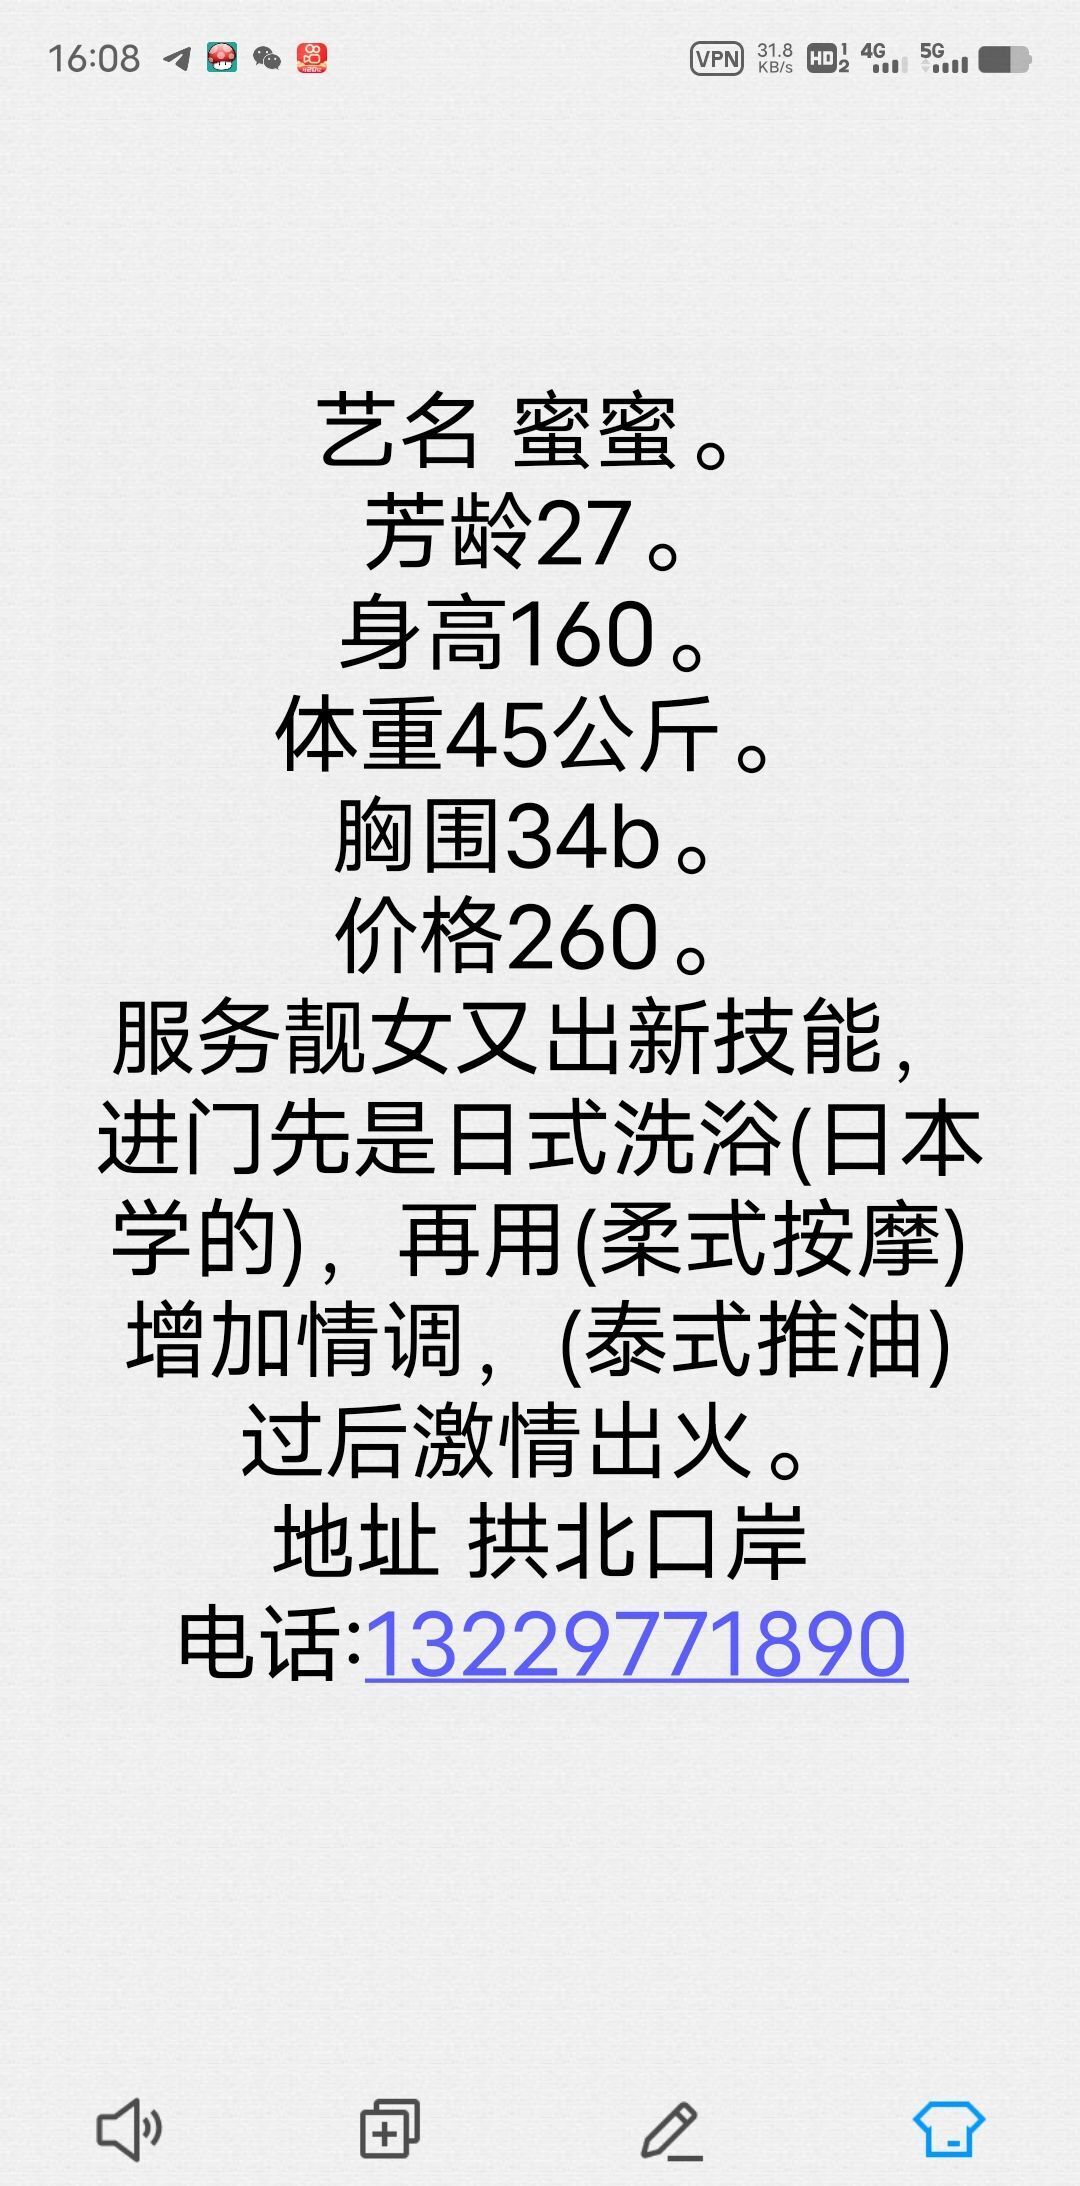 16:08 VPN 31.8 KB/s HD 1 2 4G 5G
艺名 蜜蜜。
芳龄27。
身高160。
体重45公斤。
胸围34b。
价格260。
服务靓女又出新技能，
进门先是日式洗浴(日本
学的)，再用(柔式按摩)
增加情调，(泰式推油)
过后激情出火。
地址 拱北口岸
电话:13229771890